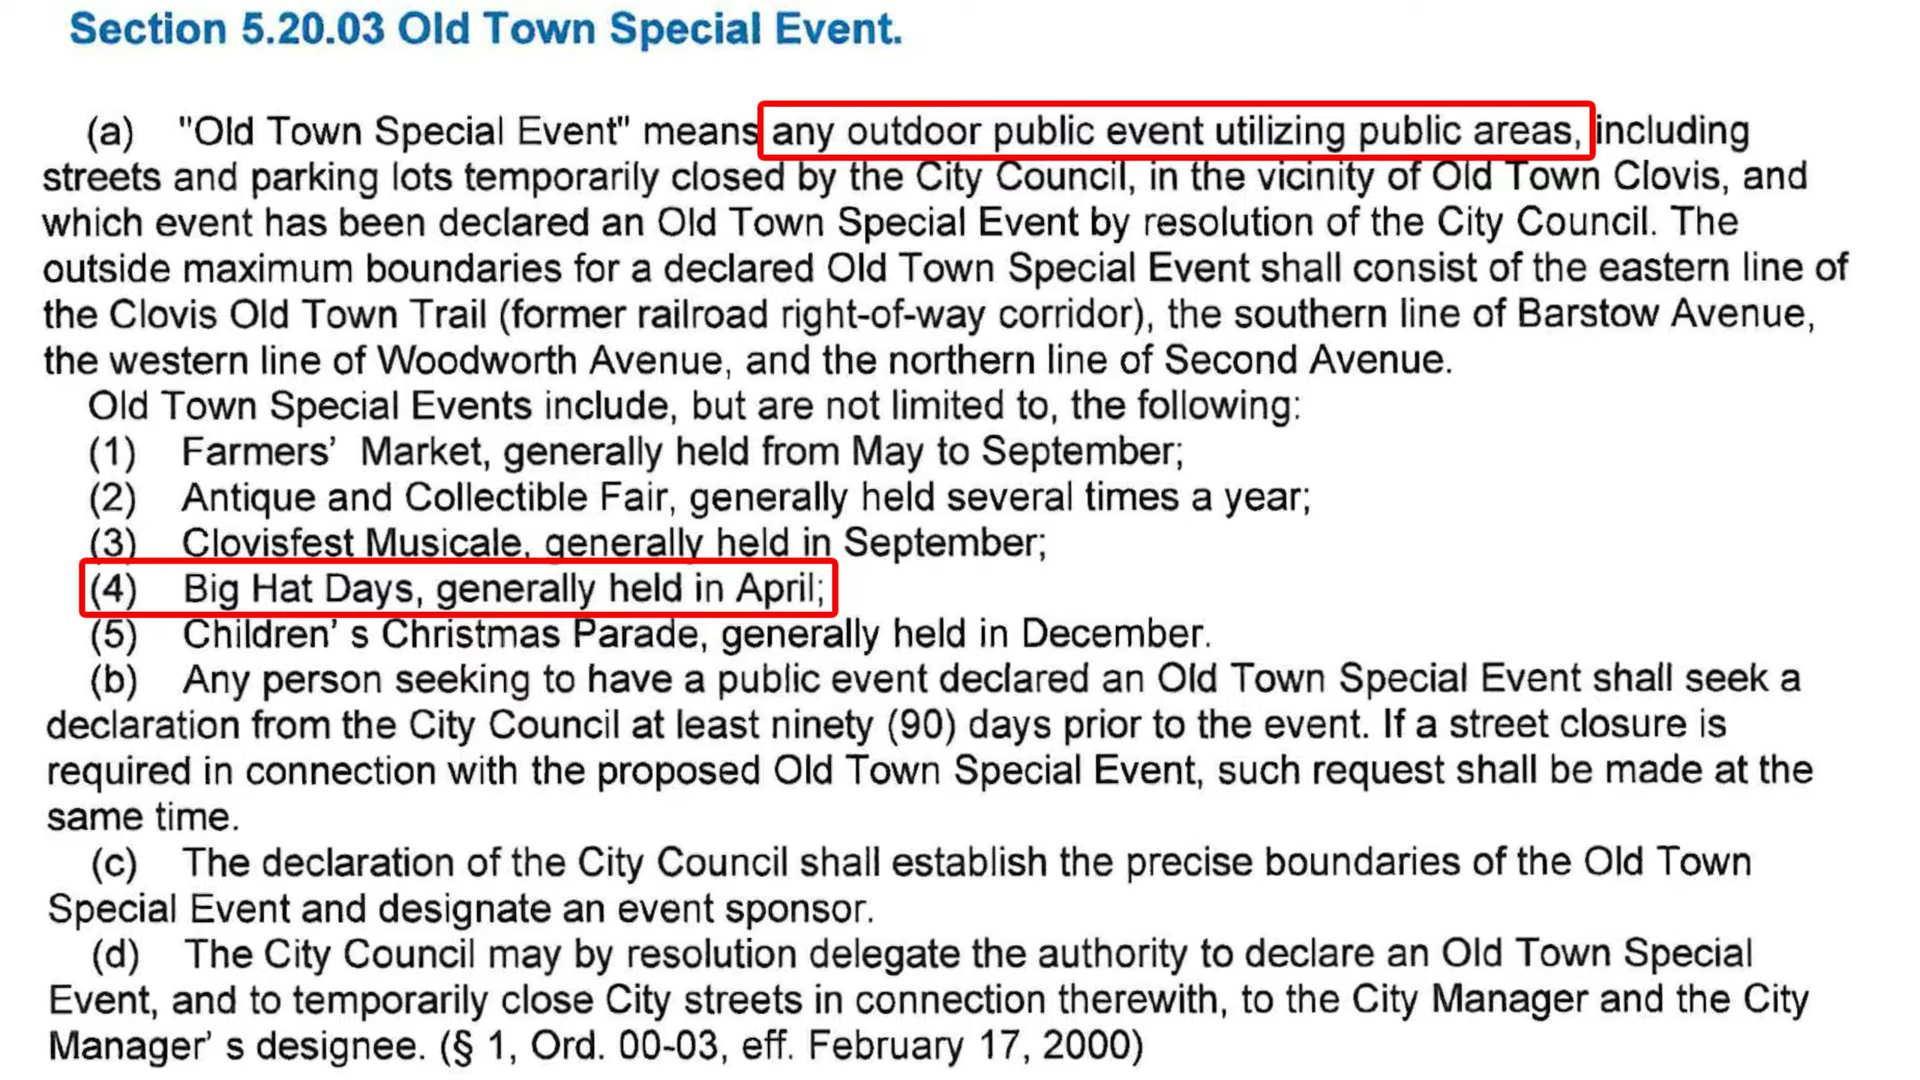 Section 5.20.03 Old Town Special Event.
(a) "Old Town Special Event" means any outdoor public event utilizing public areas, including
streets and parking lots temporarily closed by the City Council, in the vicinity of Old Town Clovis, and
which event has been declared an Old Town Special Event by resolution of the City Council. The
outside maximum boundaries for a declared Old Town Special Event shall consist of the eastern line of
the Clovis Old Town Trail (former railroad right-of-way corridor), the southern line of Barstow Avenue,
the western line of Woodworth Avenue, and the northern line of Second Avenue.
Old Town Special Events include, but are not limited to, the following:
(1) Farmers' Market, generally held from May to September;
(2) Antique and Collectible Fair, generally held several times a year;
(3) Clovisfest Musicale, generally held in September;
(4) Big Hat Days, generally held in April;
(5) Children' s Christmas Parade, generally held in December.
(b) Any person seeking to have a public event declared an Old Town Special Event shall seek a
declaration from the City Council at least ninety (90) days prior to the event. If a street closure is
required in connection with the proposed Old Town Special Event, such request shall be made at the
same time.
(c) The declaration of the City Council shall establish the precise boundaries of the Old Town
Special Event and designate an event sponsor.
(d) The City Council may by resolution delegate the authority to declare an Old Town Special
Event, and to temporarily close City streets in connection therewith, to the City Manager and the City
Manager' s designee. (§ 1, Ord. 00-03, eff. February 17, 2000)